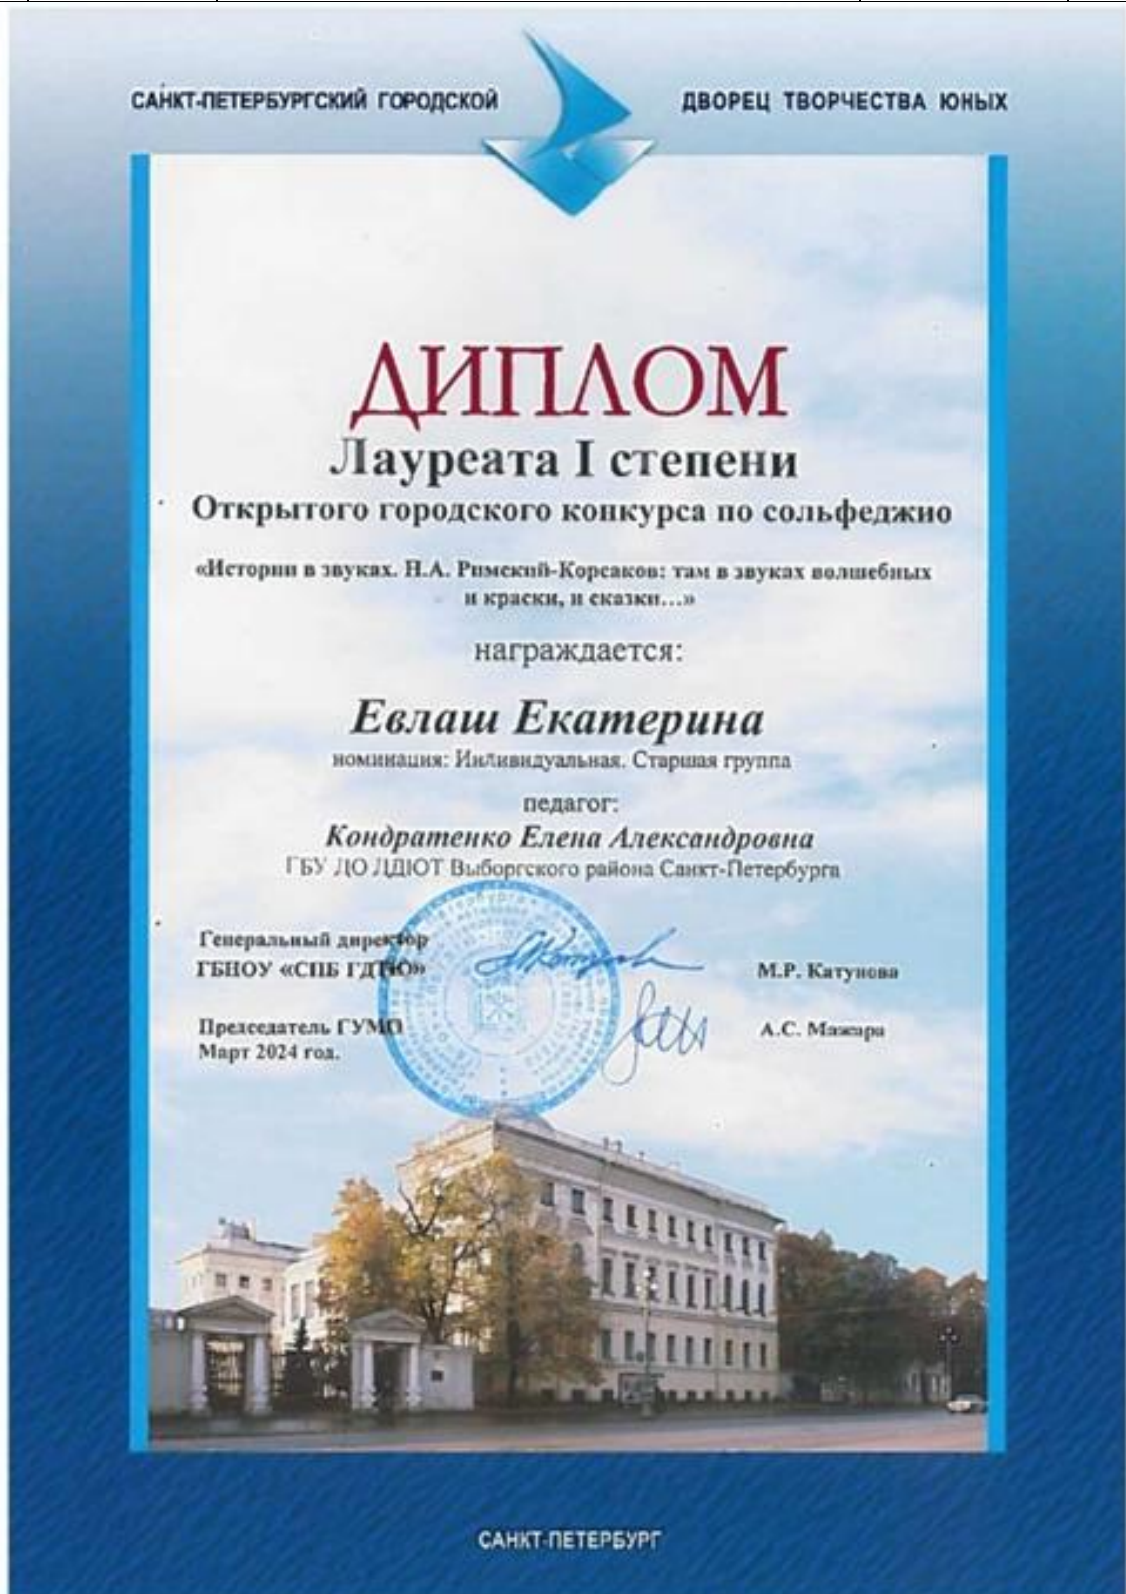 САНКТ-ПЕТЕРБУРГСКИЙ ГОРОДСКОЙ ДВОРЕЦ ТВОРЧЕСТВА ЮНЫХ
ДИПЛОМ
Лауреата I степени
Открытого городского конкурса по сольфеджио
«Истории в звуках. Н.А. Римский-Корсаков: там в звуках волшебных
и краски, и сказки...»
награждается:
Евлаш Екатерина
номинация: Индивидуальная. Старшая группа
педагог:
Кондратенко Елена Александровна
ГБУ ДО ДДЮТ Выборгского района Санкт-Петербурга
Генеральный директор
ГБНОУ «СПБ ГДТЮ» М.Р. Катунова
Председатель ГУМО А.С. Мажара
Март 2024 год.
САНКТ-ПЕТЕРБУРГ